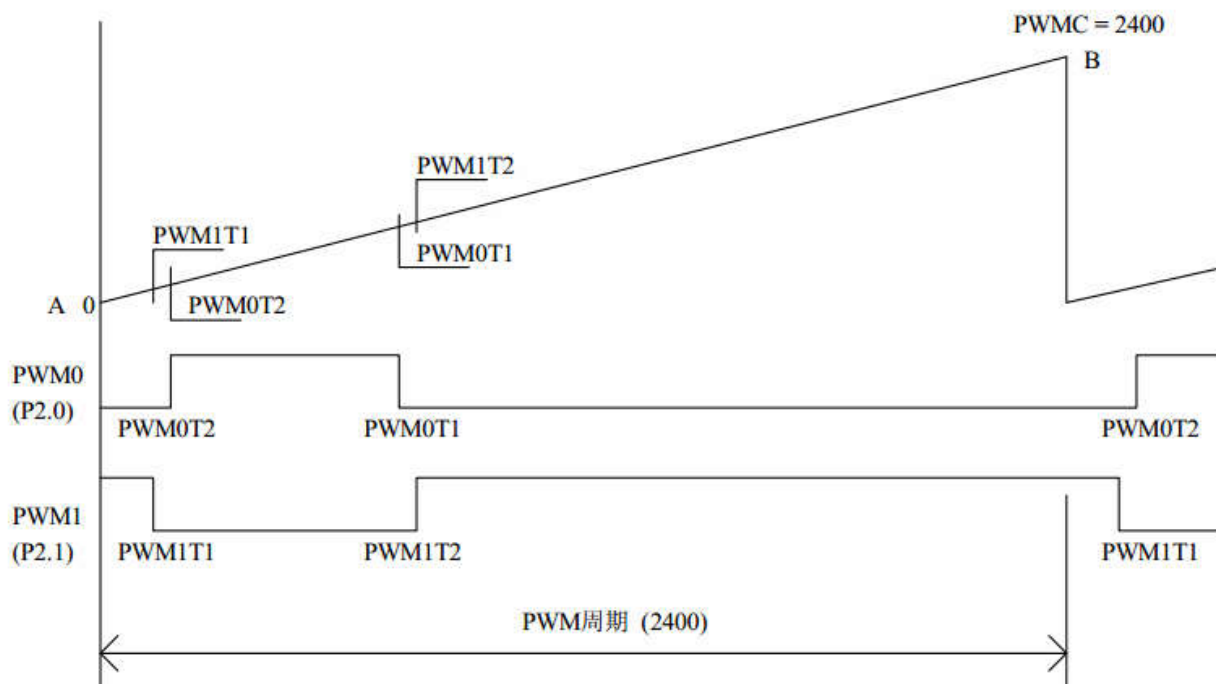 PWMC = 2400
B
PWM1T2
PWM1T1
PWM0T1
A 0
PWM0T2
PWM0
(P2.0)
PWM0T2 PWM0T1 PWM0T2
PWM1
(P2.1)
PWM1T1 PWM1T2 PWM1T1
PWM周期 (2400)